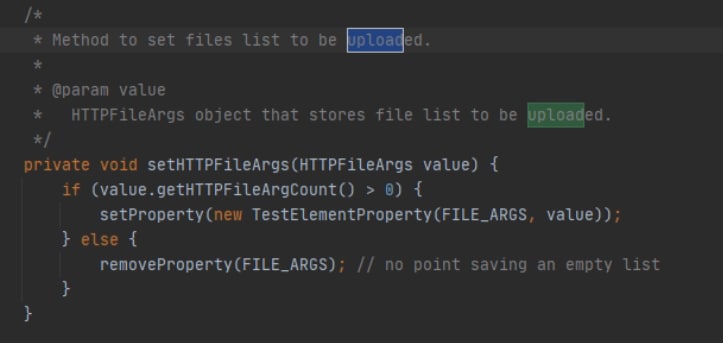 /*
* Method to set files list to be uploaded.
*
* @param value
* HTTPFileArgs object that stores file list to be uploaded.
*/
private void setHTTPFileArgs(HTTPFileArgs value) {
if (value.getHTTPFileArgCount() > 0) {
setProperty(new TestElementProperty(FILE_ARGS, value));
} else {
removeProperty(FILE_ARGS); // no point saving an empty list
}
}